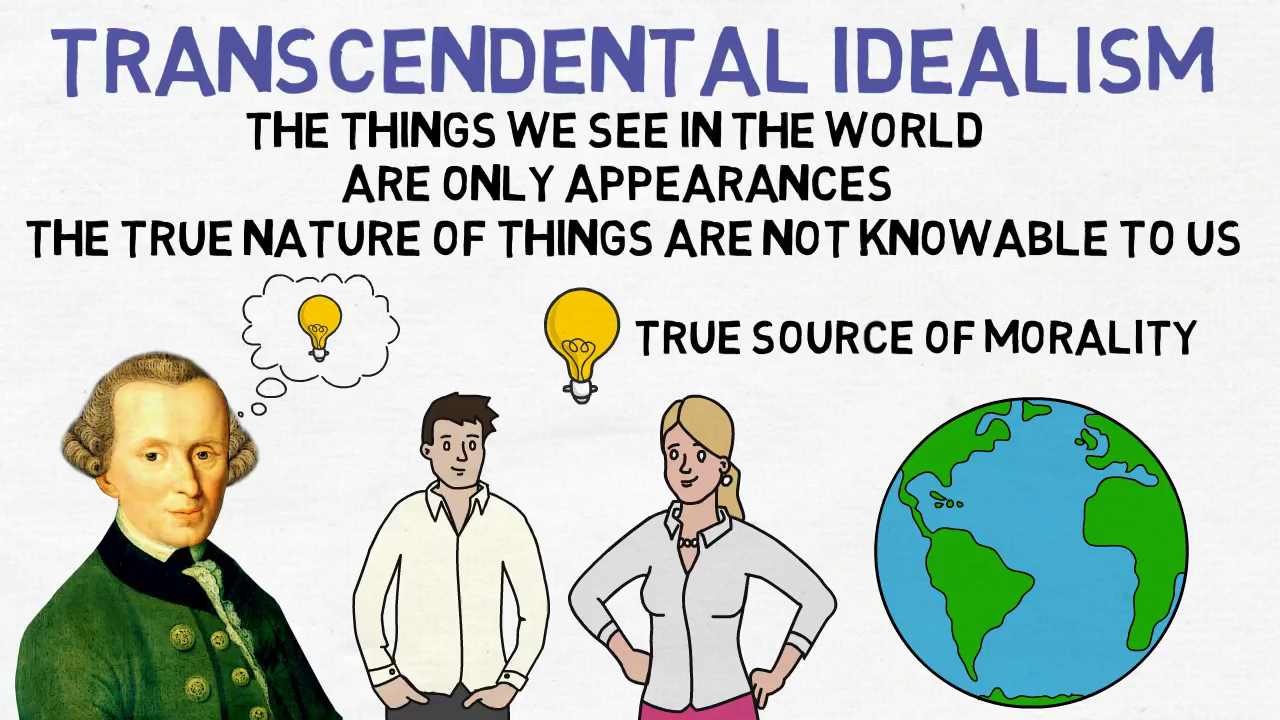 TRANSCENDENTAL IDEALISM
THE THINGS WE SEE IN THE WORLD
ARE ONLY APPEARANCES
THE TRUE NATURE OF THINGS ARE NOT KNOWABLE TO US
TRUE SOURCE OF MORALITY